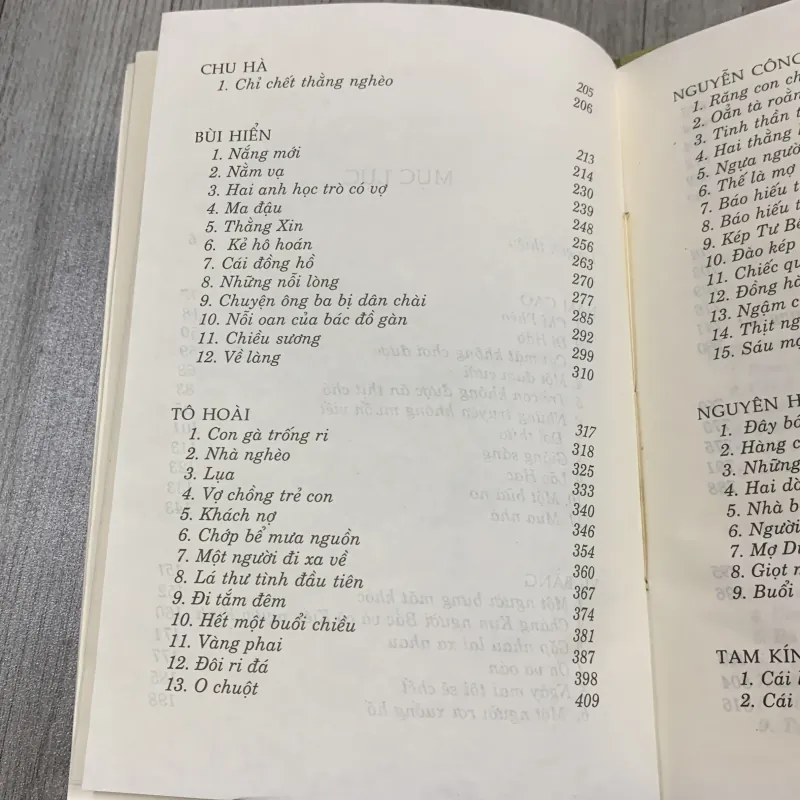 CHU HÀ 205
1. Chỉ chết thằng nghèo 206
BÙI HIỂN 213
1. Nắng mới 214
2. Nằm vạ 230
3. Hai anh học trò có vợ 239
4. Ma đậu 248
5. Thằng Xin 256
6. Kẻ hô hoán 263
7. Cái đồng hồ 270
8. Những nỗi lòng 277
9. Chuyện ông ba bị dân chài 285
10. Nỗi oan của bác đồ gàn 292
11. Chiều sương 299
12. Về làng 310
TÔ HOÀI 317
1. Con gà trống ri 318
2. Nhà nghèo 325
3. Lụa 333
4. Vợ chồng trẻ con 340
5. Khách nợ 346
6. Chớp bể mưa nguồn 354
7. Một người đi xa về 360
8. Lá thư tình đầu tiên 367
9. Đi tắm đêm 374
10. Hết một buổi chiều 381
11. Vàng phai 387
12. Đôi ri đá 398
13. O chuột 409
NGUYỄN CÔNG
1. Răng con
2. Oẳn tà roằn
3. Tinh thần
4. Hai thằng
5. Ngựa người
6. Thế là mợ
7. Báo hiếu
8. Báo hiếu
9. Kép Tư
10. Đào kép
11. Chiếc
12. Đồng
13. Ngậm
14. Thịt
15. Sáu
NGUYÊN
1. Đây
2. Hàng
3. Những
4. Hai
5. Nhà
6. Người
7. Mợ
8. Giọt
9. Buổi
TAM KÍNH
1. Cái
2. Cái